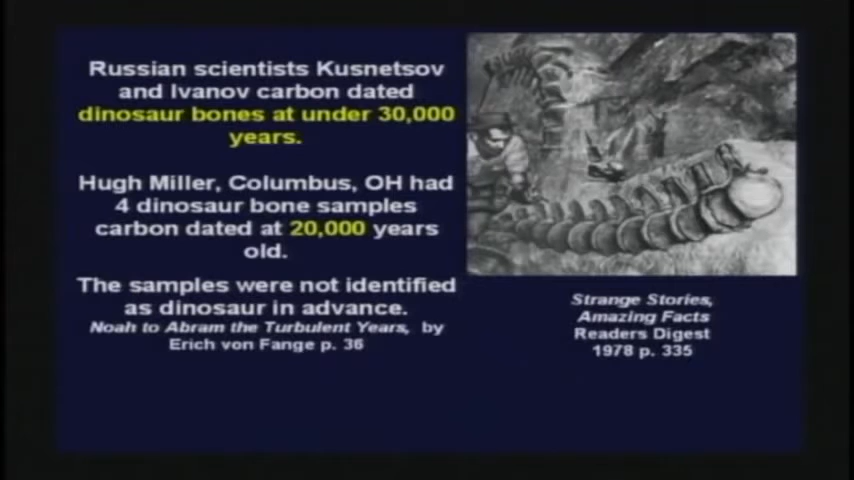 Russian scientists Kusnetsov
and Ivanov carbon dated
dinosaur bones at under 30,000
years.
Hugh Miller, Columbus, OH had
4 dinosaur bone samples
carbon dated at 20,000 years
old.
The samples were not identified
as dinosaur in advance.
Noah to Abram the Turbulent Years, by
Erich von Fange p. 36
Strange Stories,
Amazing Facts
Readers Digest
1978 p. 335